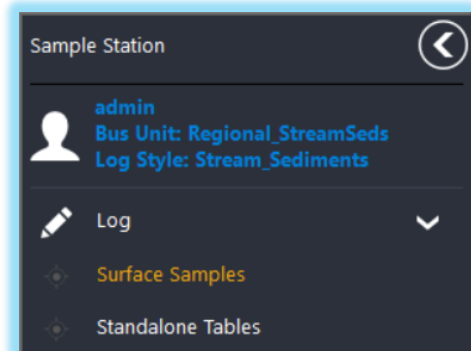 Sample Station
admin
Bus Unit: Regional_StreamSeds
Log Style: Stream_Sediments
Log
Surface Samples
Standalone Tables